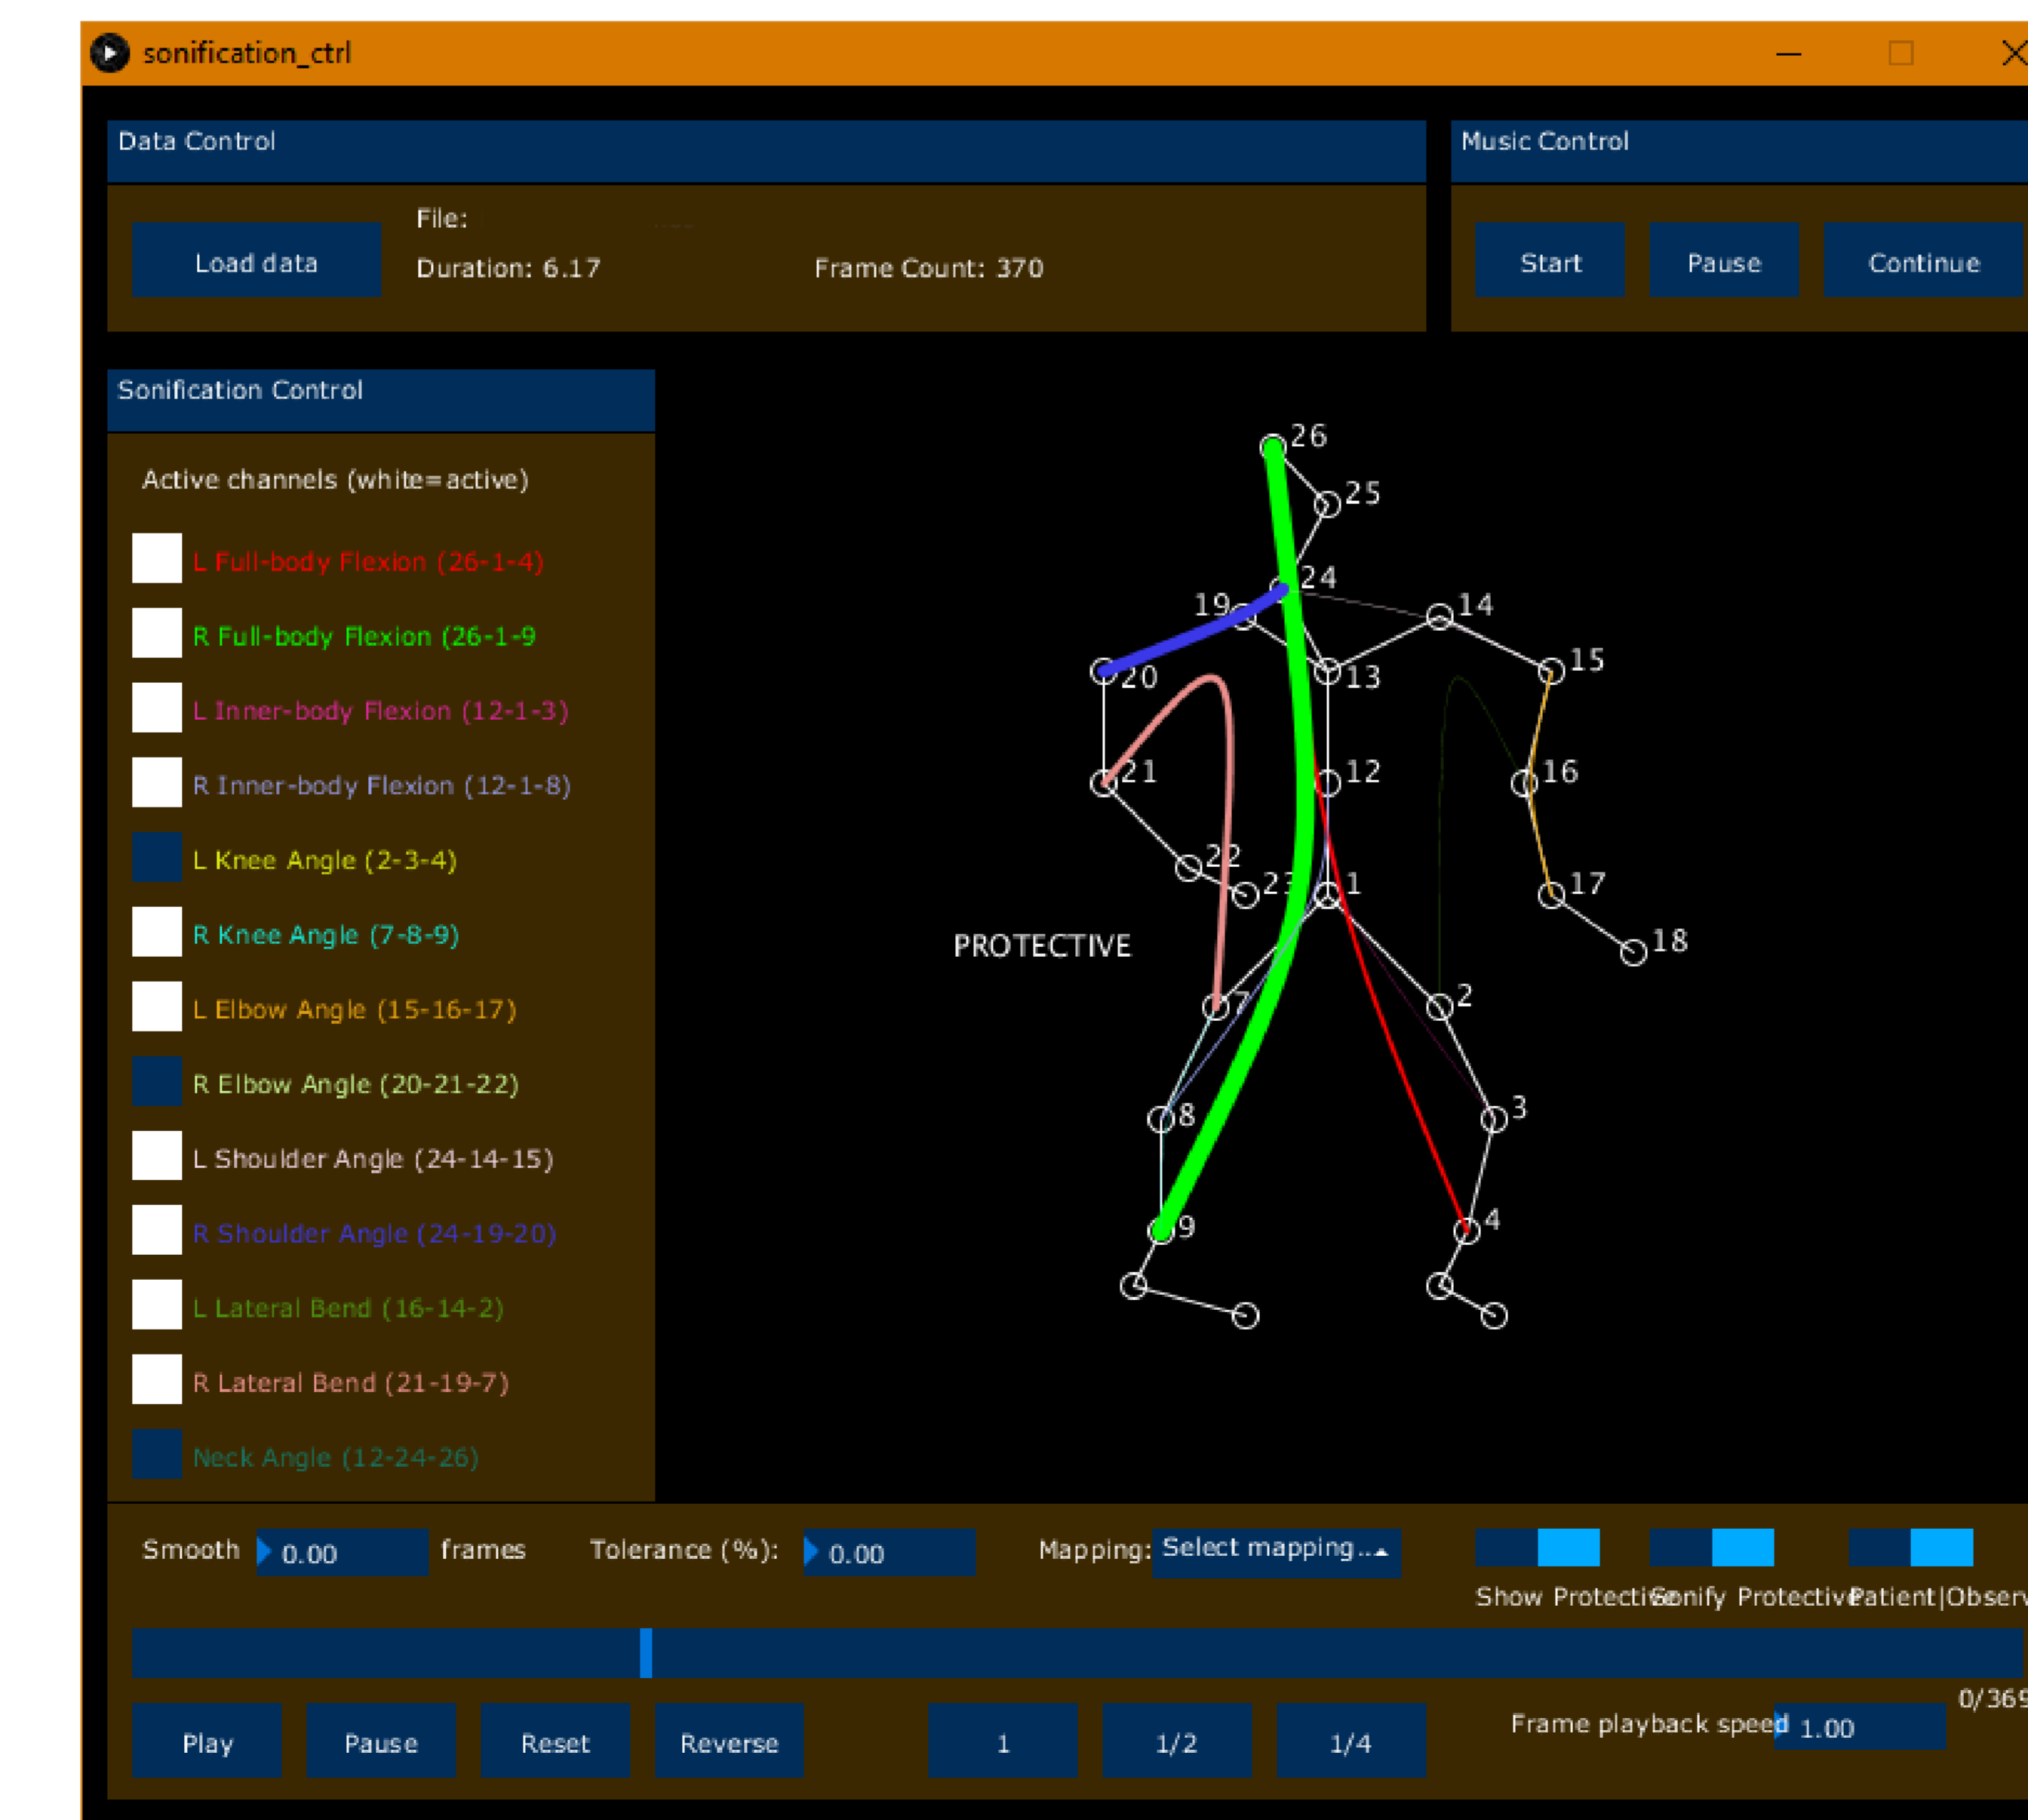 sonification_ctrl
Data Control
Music Control
Load data
File:
Duration: 6.17
Frame Count: 370
Start
Pause
Continue
Sonification Control
Active channels (white=active)
L Full-body Flexion (26-1-4)
R Full-body Flexion (26-1-9
L Inner-body Flexion (12-1-3)
R Inner-body Flexion (12-1-8)
L Knee Angle (2-3-4)
R Knee Angle (7-8-9)
L Elbow Angle (15-16-17)
R Elbow Angle (20-21-22)
L Shoulder Angle (24-14-15)
R Shoulder Angle (24-19-20)
L Lateral Bend (16-14-2)
R Lateral Bend (21-19-7)
Neck Angle (12-24-26)
26
25
24
19
14
15
20
13
21
12
16
22
23
1
17
PROTECTIVE
18
7
2
8
3
9
4
Smooth 0.00 frames
Tolerance (%): 0.00
Mapping: Select mapping...
Show Protective
Sonify Protective
Patient|Observ
0/369
Play
Pause
Reset
Reverse
1
1/2
1/4
Frame playback speed 1.00